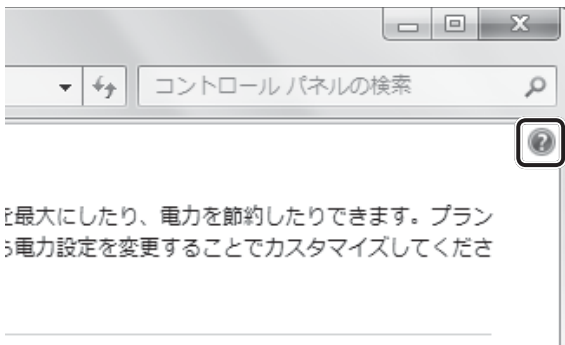 コントロール パネルの検索
を最大にしたり、電力を節約したりできます。プラン
ら電力設定を変更することでカスタマイズしてくださ